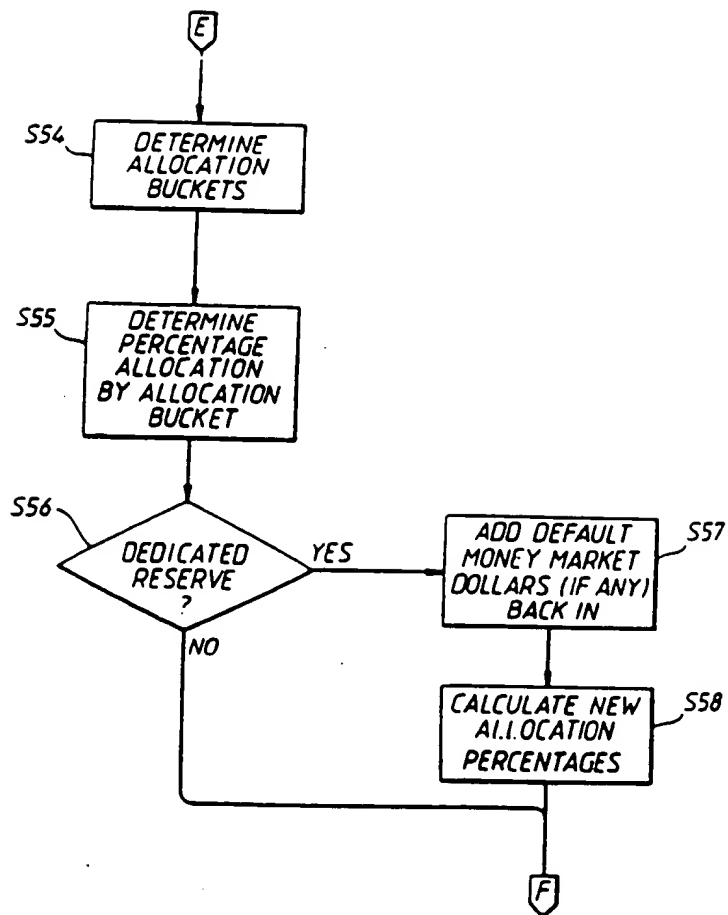 E
S54
DETERMINE
ALLOCATION
BUCKETS
S55
DETERMINE
PERCENTAGE
ALLOCATION
BY ALLOCATION
BUCKET
S56
DEDICATED
RESERVE
?
YES
NO
S57
ADD DEFAULT
MONEY MARKET
DOLLARS (IF ANY)
BACK IN
S58
CALCULATE NEW
ALLOCATION
PERCENTAGES
F